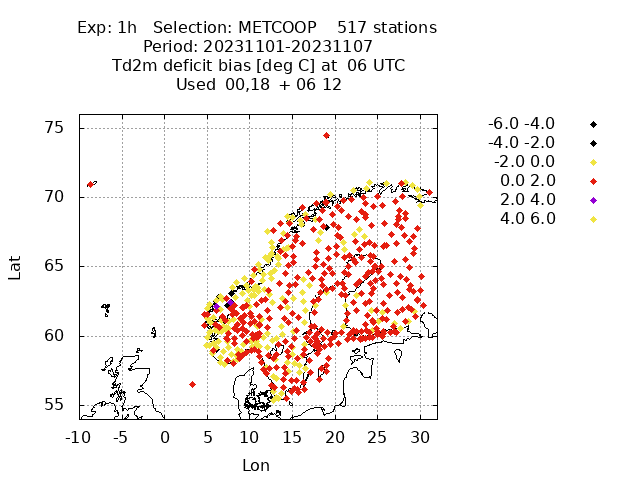 Exp: 1h   Selection: METCOOP    517 stations
Period: 20231101-20231107
Td2m deficit bias [deg C] at  06 UTC
Used  00,18  + 06 12
-6.0 -4.0
-4.0 -2.0
-2.0 0.0
0.0 2.0
2.0 4.0
4.0 6.0
75
70
65
60
55
Lat
-10 -5 0 5 10 15 20 25 30
Lon